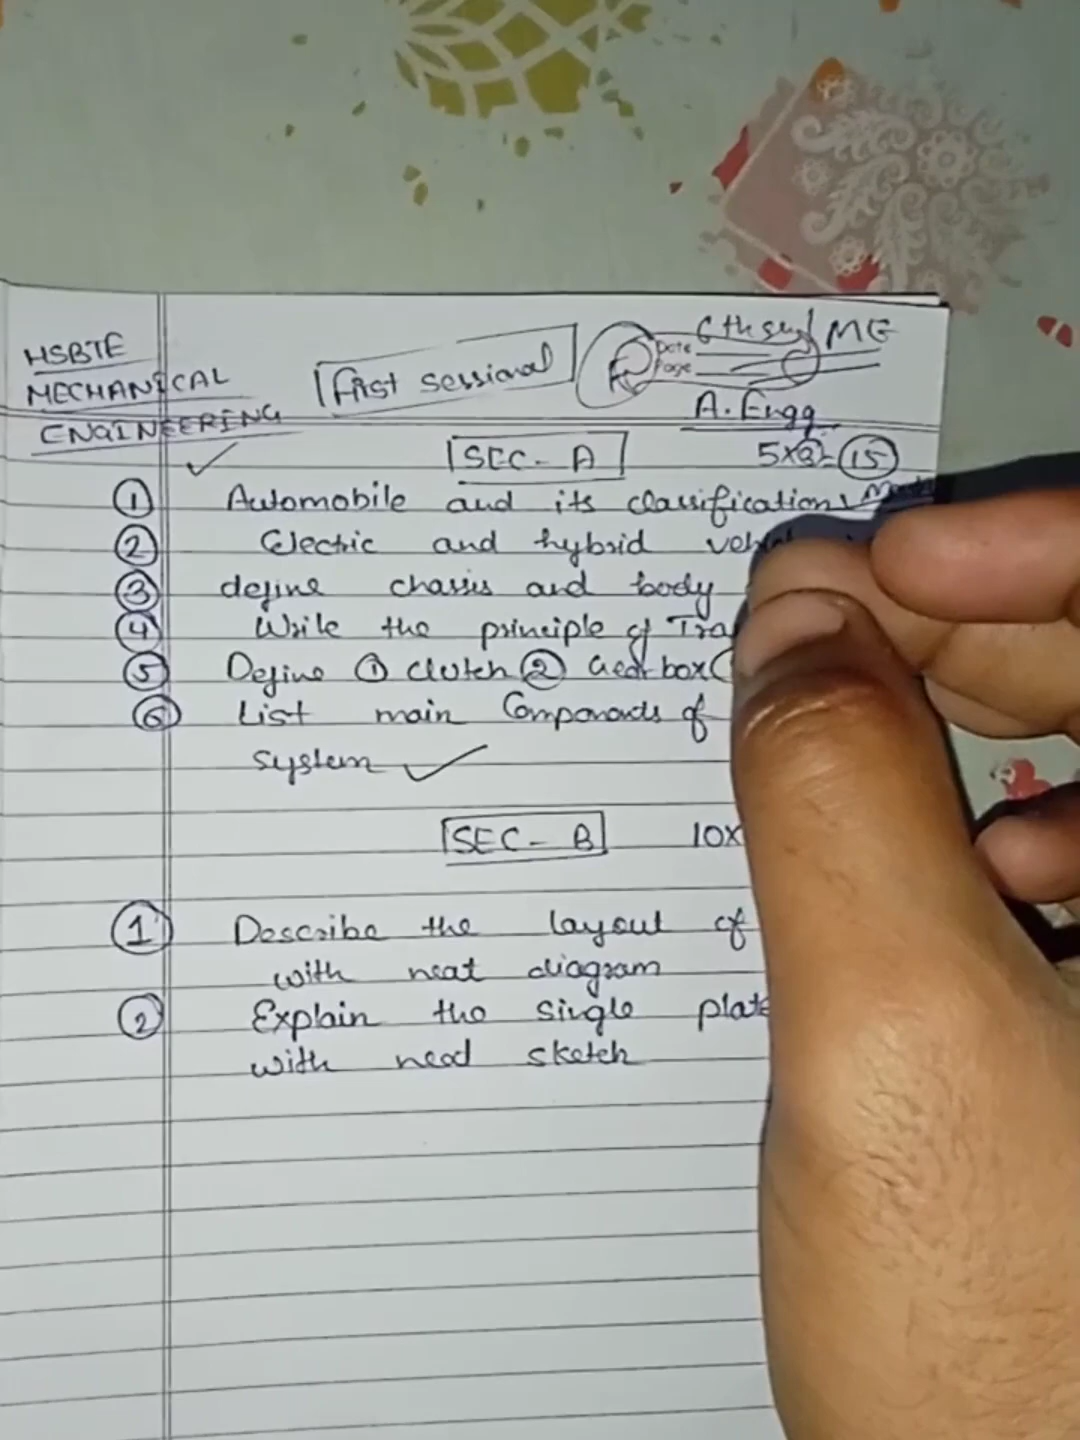 HSBTE
MECHANICAL
ENGINEERING
First sessional
Date
Page
6th sem/ ME
A. Engg
SEC - A
5x3=15
① Automobile and its classification
② Electric and hybrid
③ define chassis and body
④ Write the principle of
⑤ Define ① clutch ② Gear box
⑥ List main Componends of
system
SEC - B
10x
① Describe the layout of
with neat diagram
② Explain the single plate
with nead sketch